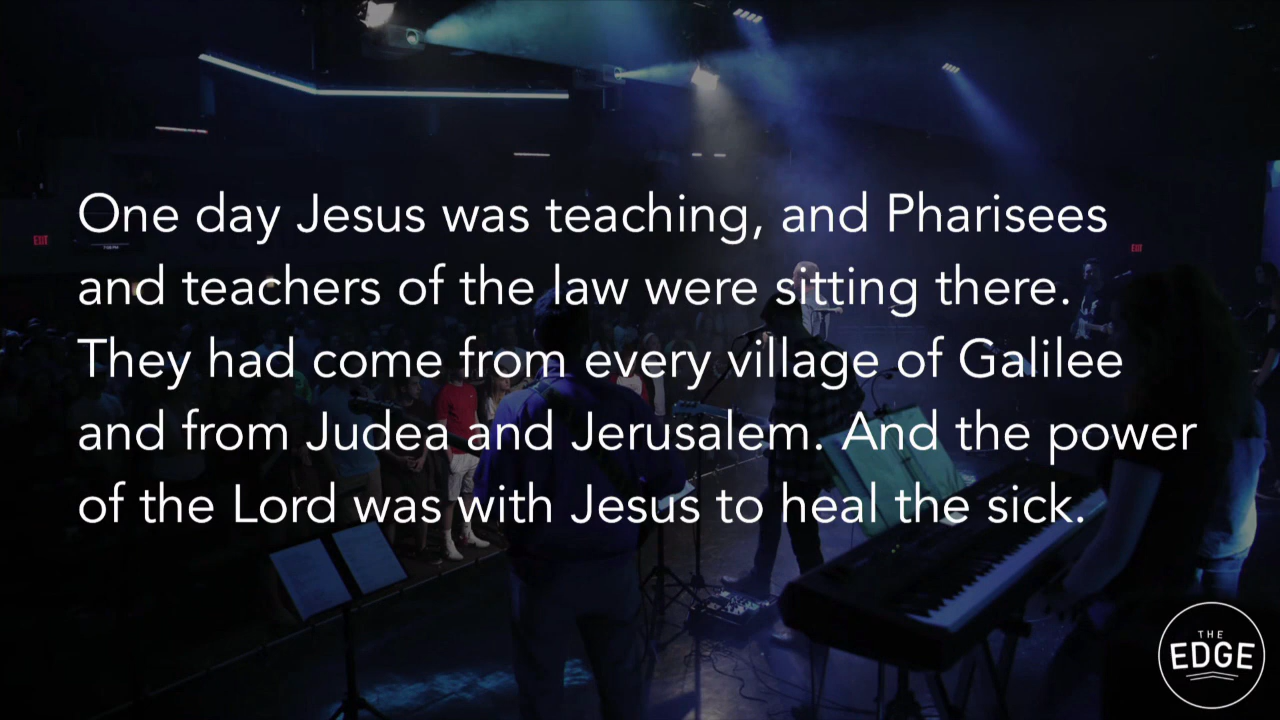 One day Jesus was teaching, and Pharisees
and teachers of the law were sitting there.
They had come from every village of Galilee
and from Judea and Jerusalem. And the power
of the Lord was with Jesus to heal the sick.
EXIT
EXIT
THE
EDGE